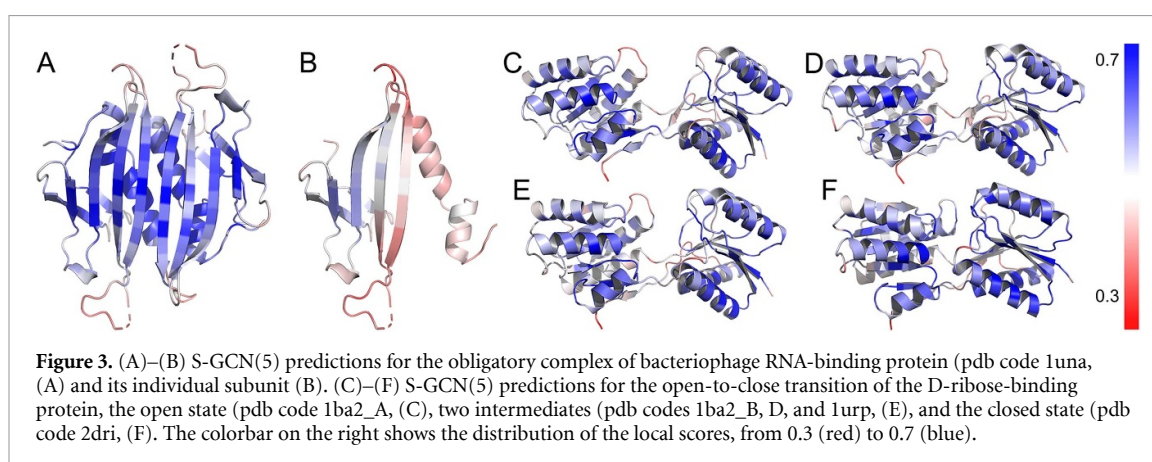 A
B
C
D
E
F
0.7
0.3
Figure 3. (A)–(B) S-GCN(5) predictions for the obligatory complex of bacteriophage RNA-binding protein (pdb code 1una,
(A) and its individual subunit (B). (C)–(F) S-GCN(5) predictions for the open-to-close transition of the D-ribose-binding
protein, the open state (pdb code 1ba2_A, (C), two intermediates (pdb codes 1ba2_B, D, and 1urp, (E), and the closed state (pdb
code 2dri, (F). The colorbar on the right shows the distribution of the local scores, from 0.3 (red) to 0.7 (blue).